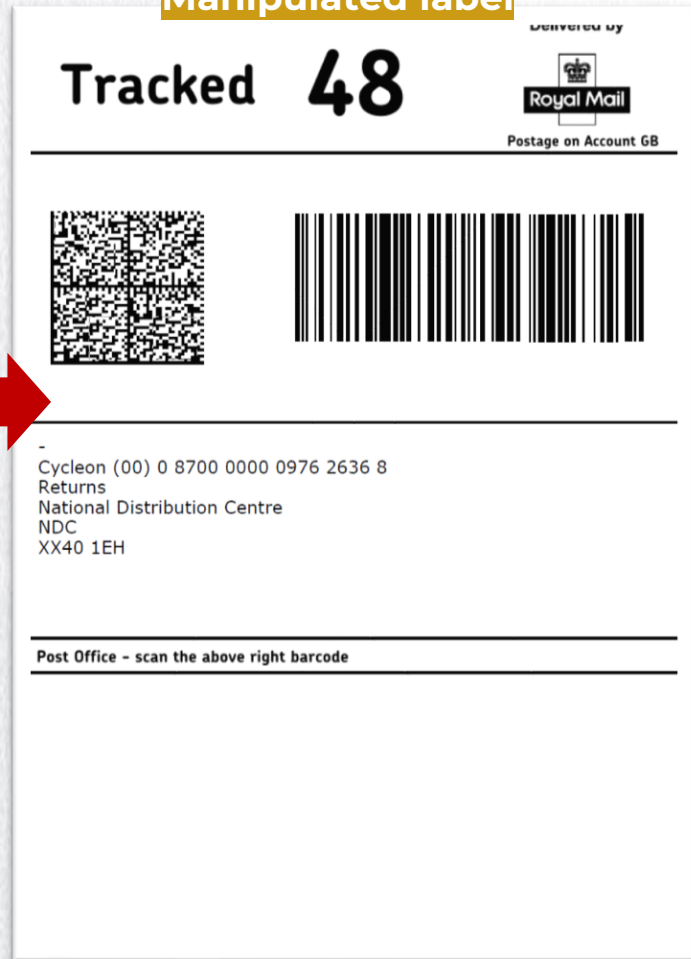 Manipulated label
Delivered by
Tracked 48
Royal Mail
Postage on Account GB
-
Cycleon (00) 0 8700 0000 0976 2636 8
Returns
National Distribution Centre
NDC
XX40 1EH
Post Office - scan the above right barcode